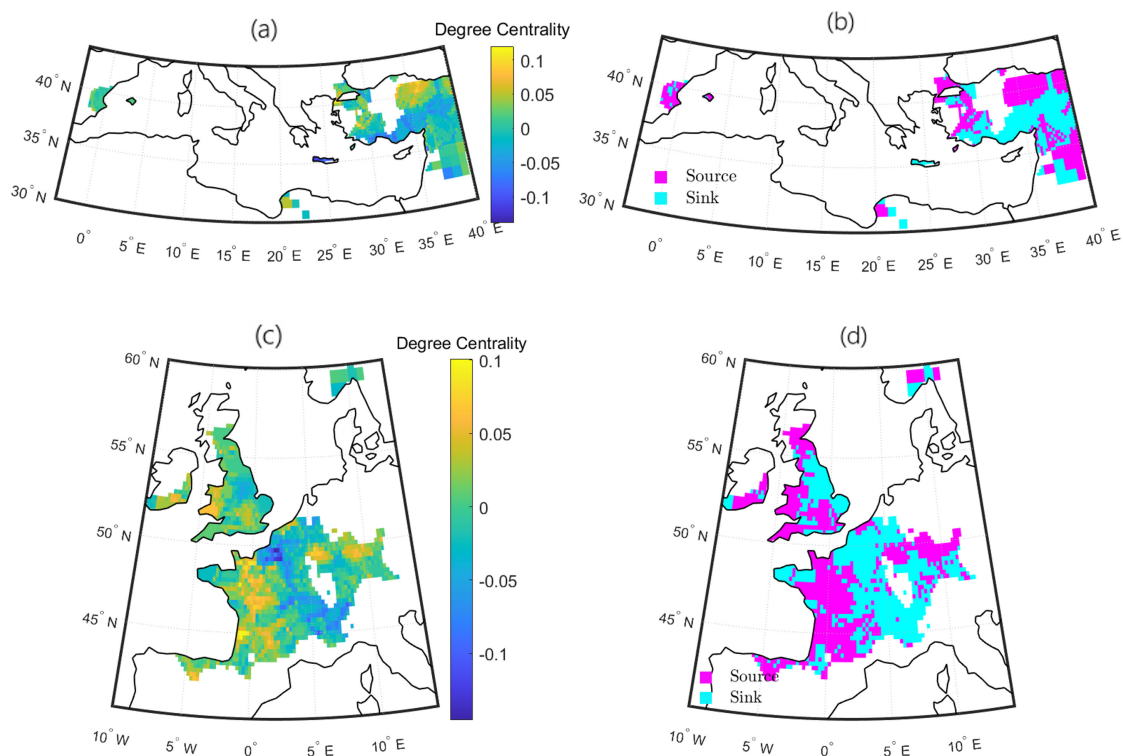 (a)
Degree Centrality
0.1
0.05
0
-0.05
-0.1
40° N
35° N
30° N
0°
5° E
10° E
15° E
20° E
25° E
30° E
35° E
40° E
(b)
40° N
35° N
30° N
Source
Sink
0°
5° E
10° E
15° E
20° E
25° E
30° E
35° E
40° E
(c)
Degree Centrality
0.1
0.05
0
-0.05
-0.1
60° N
55° N
50° N
45° N
10° W
5° W
0°
5° E
10° E
(d)
60° N
55° N
50° N
45° N
Source
Sink
10° W
5° W
0°
5° E
10° E